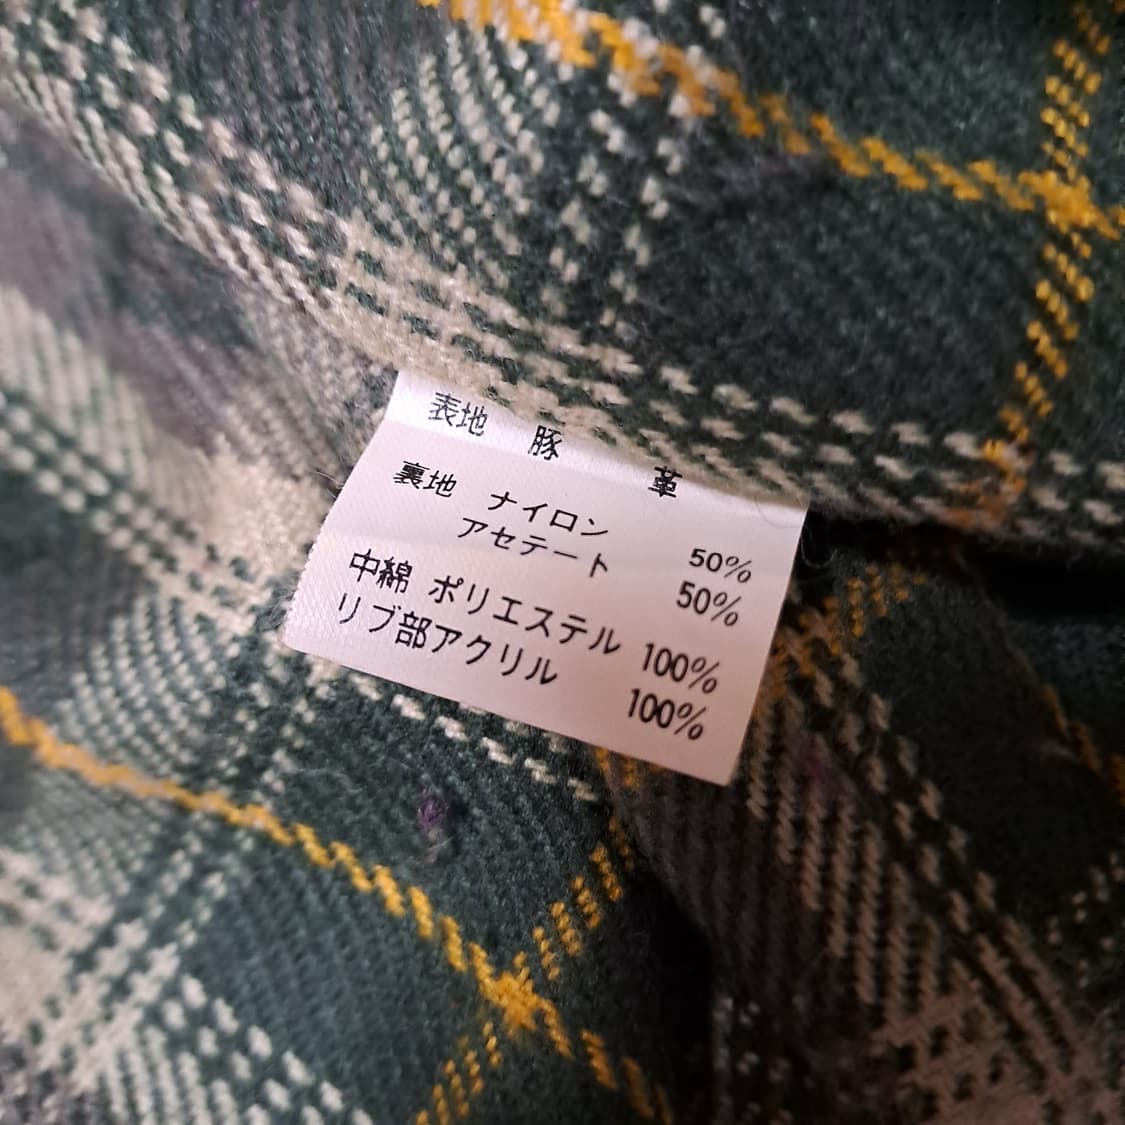 表地 豚 革
裏地 ナイロン 50%
アセテート 50%
中綿 ポリエステル 100%
リブ部アクリル 100%